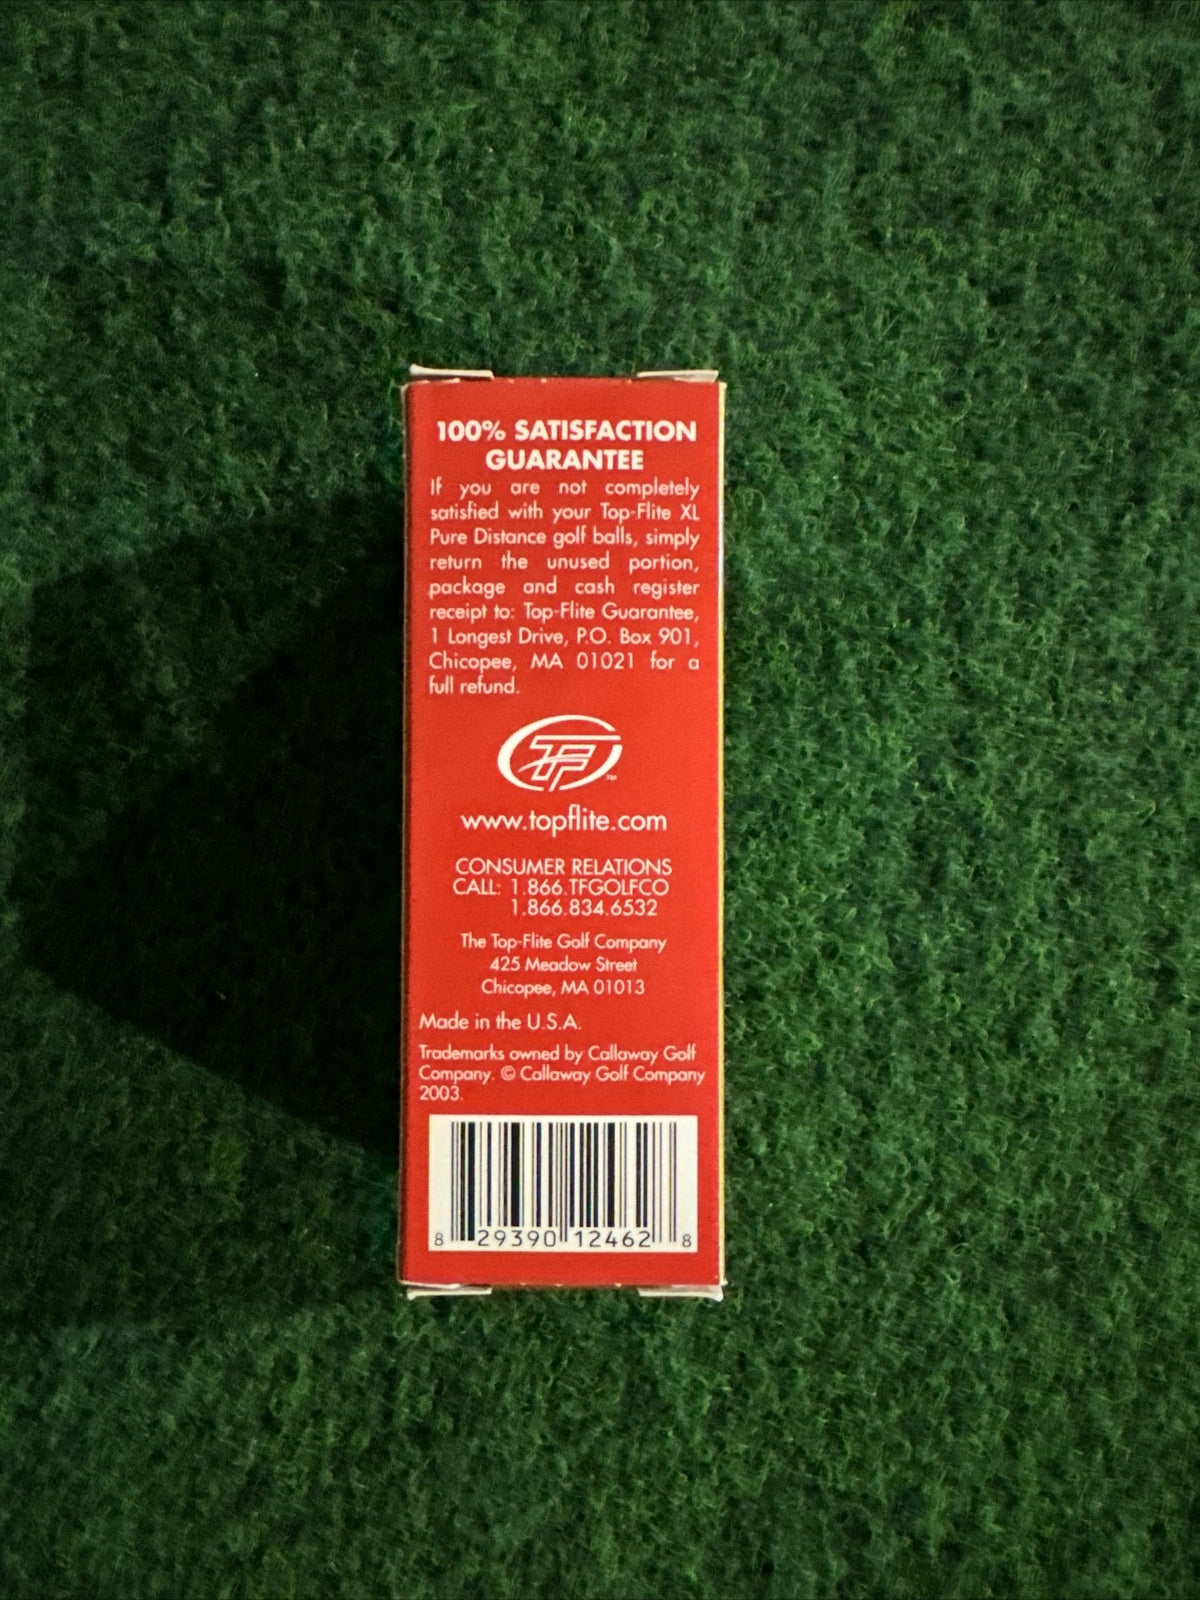 100% SATISFACTION
GUARANTEE
If you are not completely
satisfied with your Top-Flite XL
Pure Distance golf balls, simply
return the unused portion,
package and cash register
receipt to: Top-Flite Guarantee,
1 Longest Drive, P.O. Box 901,
Chicopee, MA 01021 for a
full refund.
TF™
www.topflite.com
CONSUMER RELATIONS
CALL: 1.866.TFGOLFCO
1.866.834.6532
The Top-Flite Golf Company
425 Meadow Street
Chicopee, MA 01013
Made in the U.S.A.
Trademarks owned by Callaway Golf
Company. © Callaway Golf Company
2003.
8 29390 12462 8